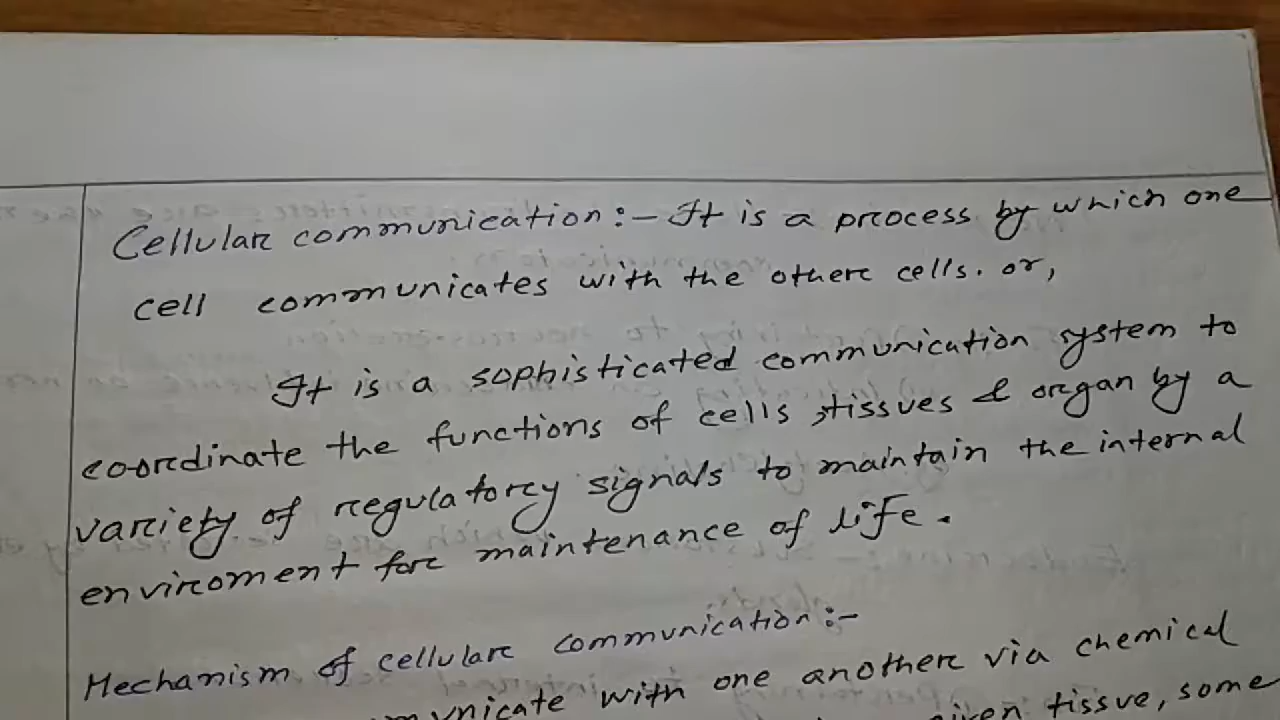 Cellular communication:- It is a process by which one
cell communicates with the other cells. or,
It is a sophisticated communication system to
coordinate the functions of cells, tissues & organ by a
variety of regulatory signals to maintain the internal
enviroment for maintenance of life.
Mechanism of cellular communication:-
with one another via chemical
tissue, some